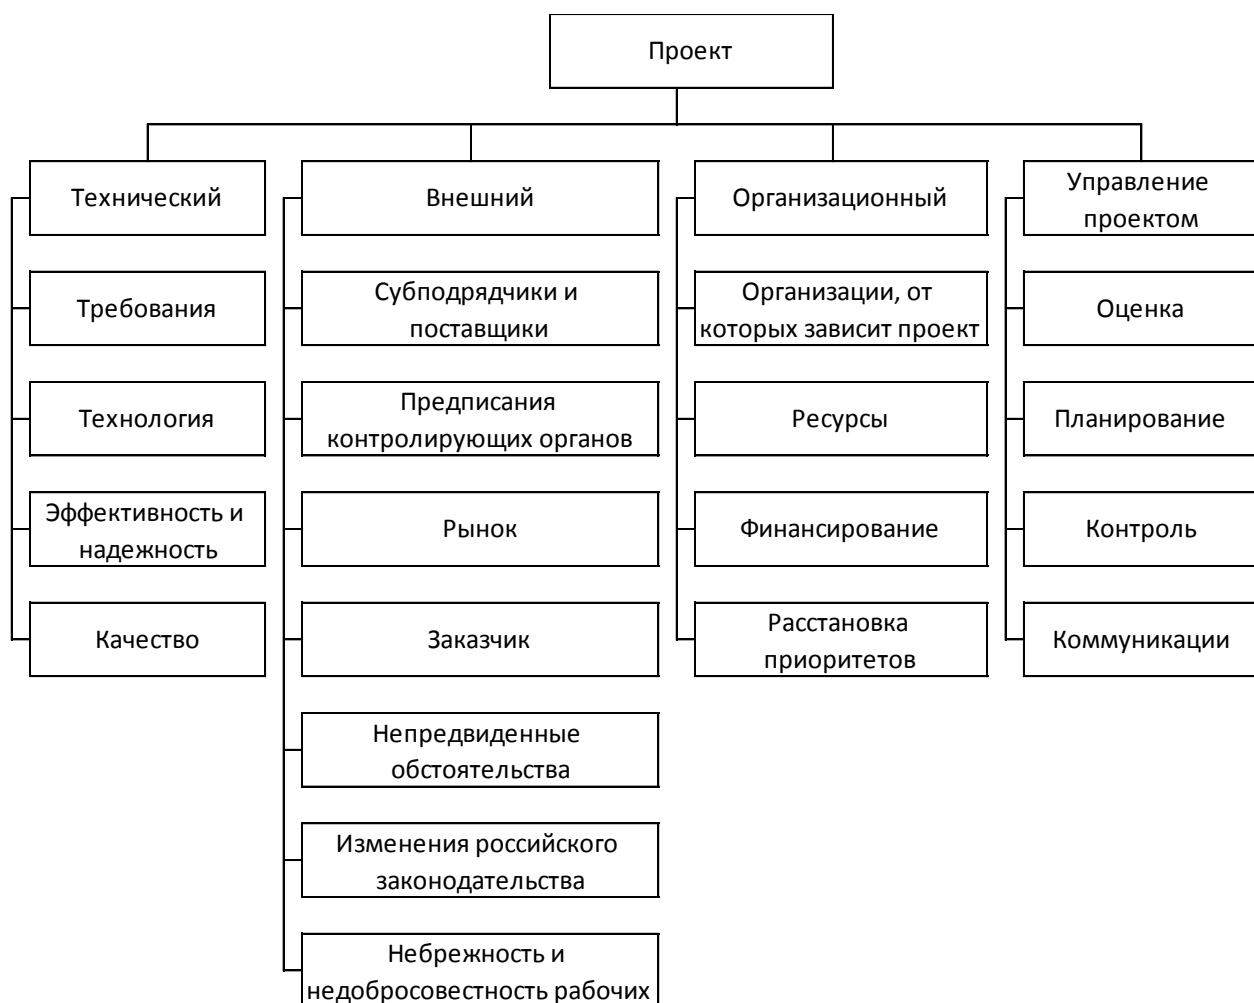 Проект
Технический
Внешний
Организационный
Управление
проектом
Требования
Субподрядчики и
поставщики
Организации, от
которых зависит проект
Оценка
Технология
Предписания
контролирующих органов
Ресурсы
Планирование
Эффективность и
надежность
Рынок
Финансирование
Контроль
Качество
Заказчик
Расстановка
приоритетов
Коммуникации
Непредвиденные
обстоятельства
Изменения российского
законодательства
Небрежность и
недобросовестность рабочих